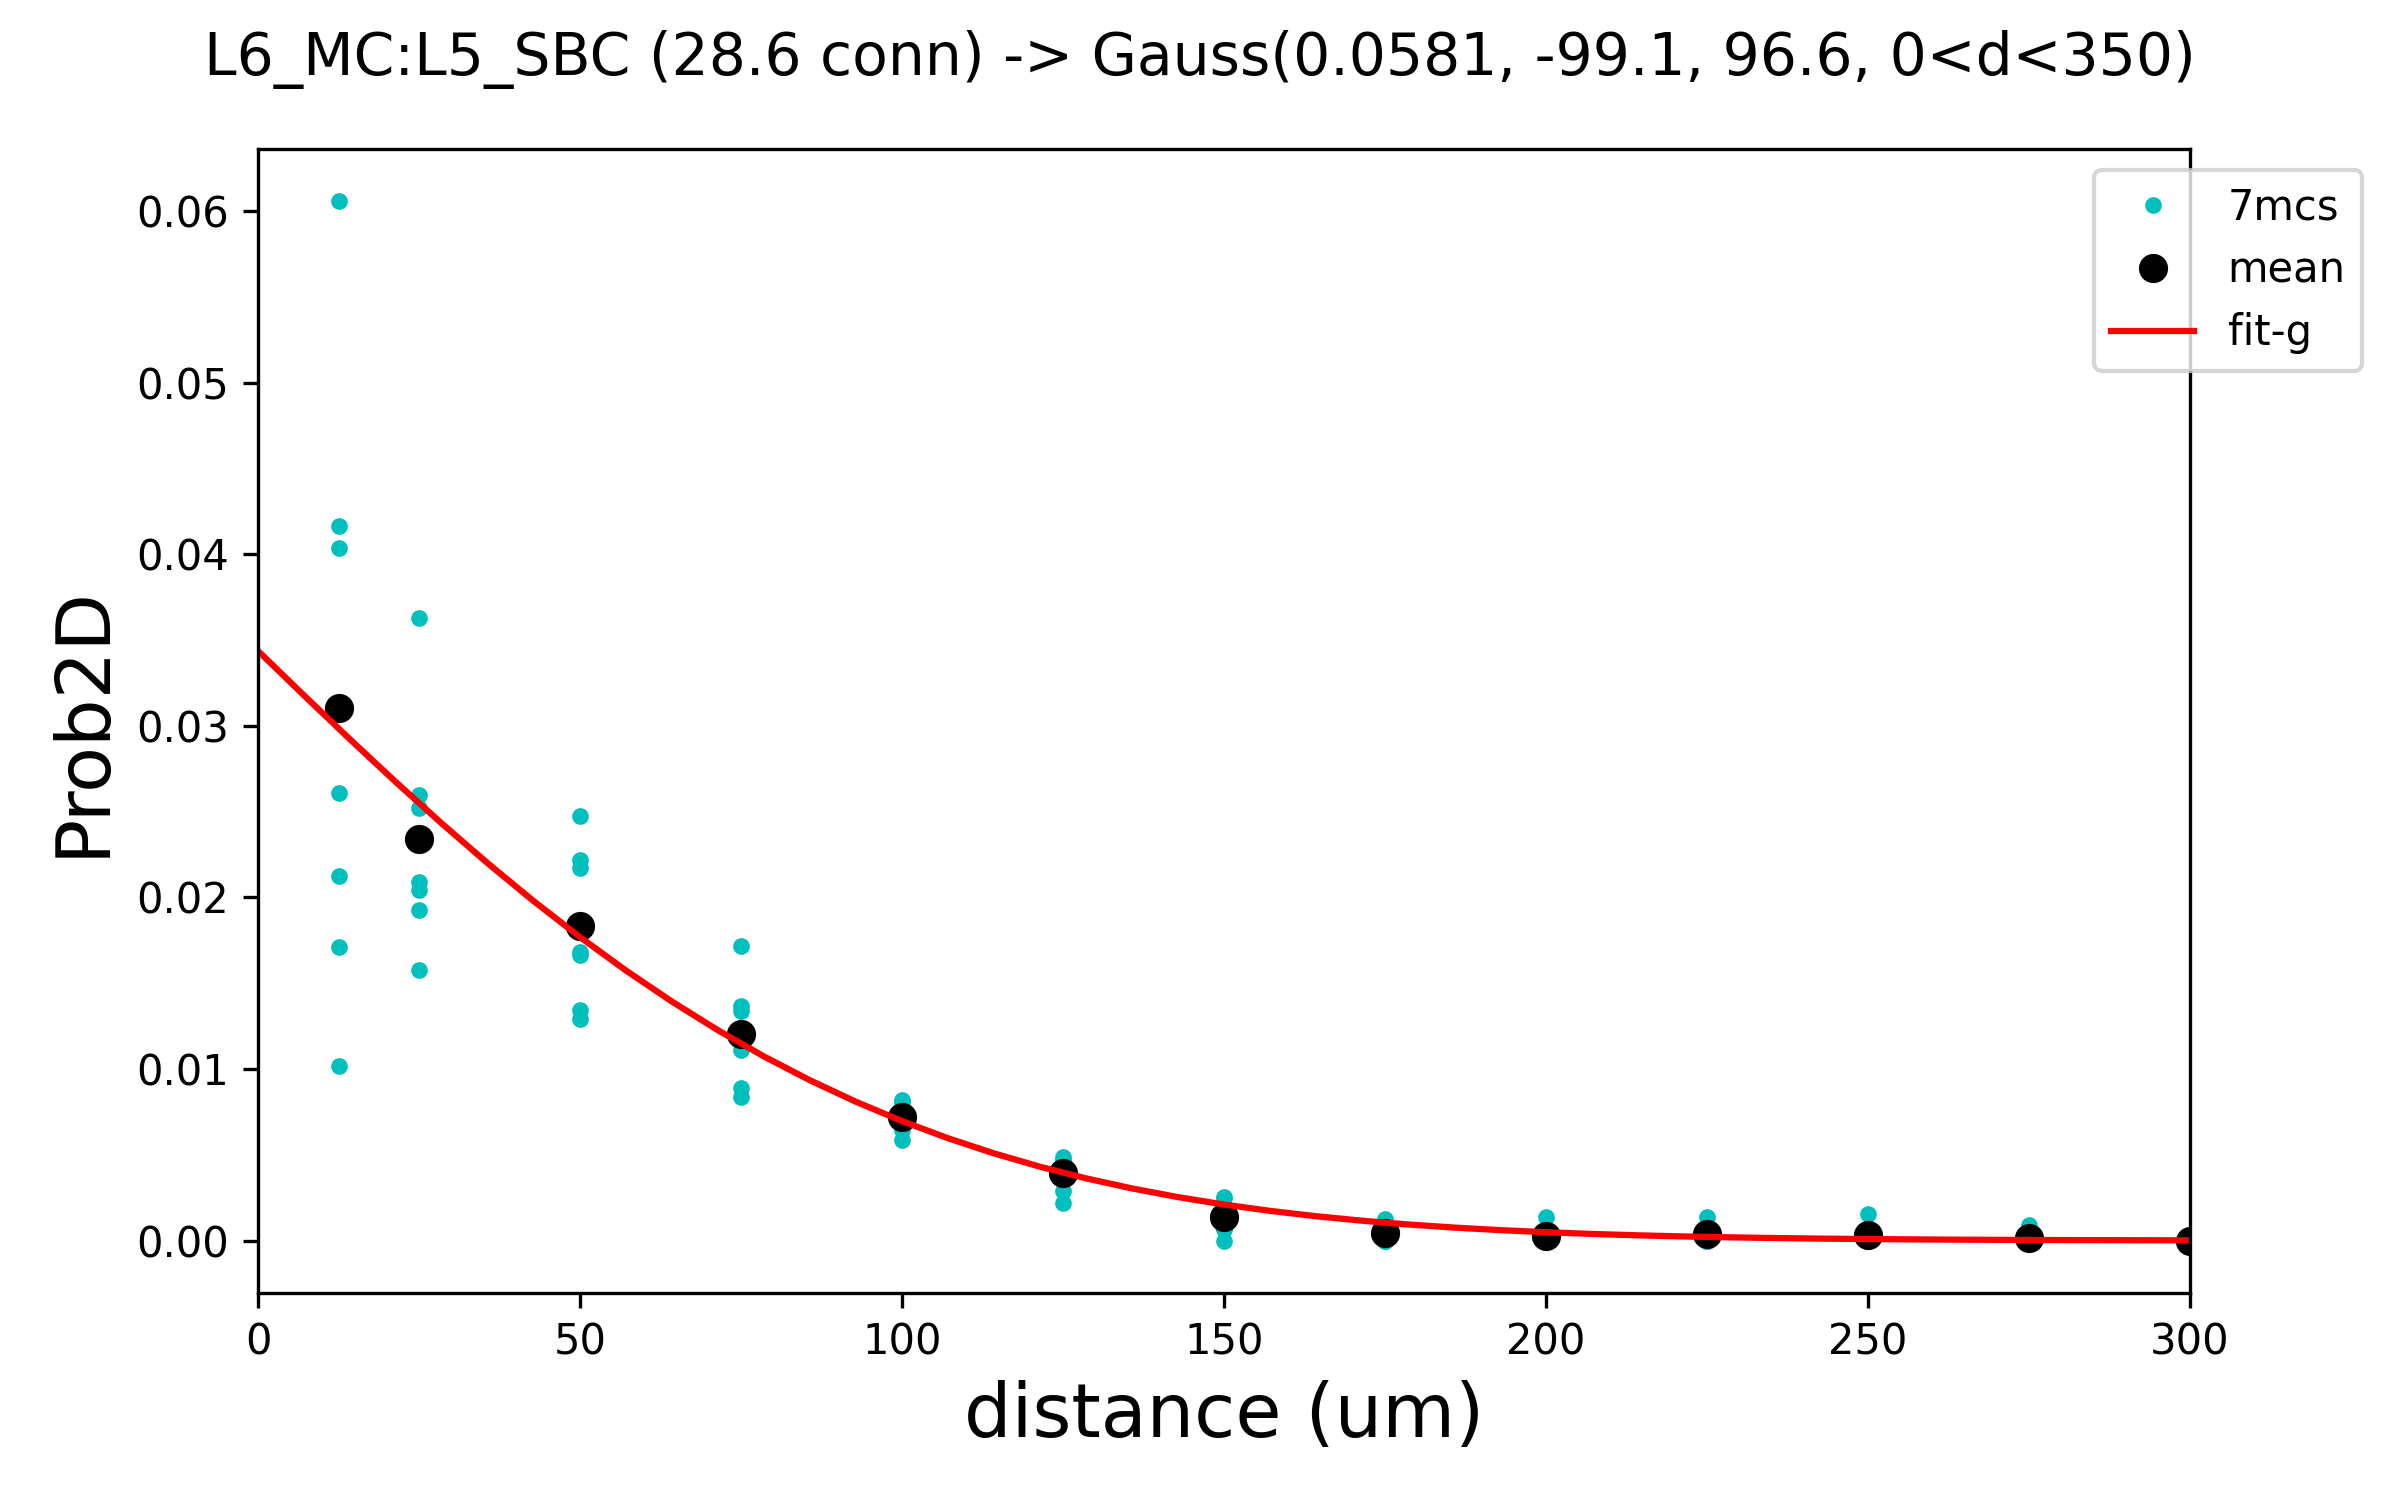 L6_MC:L5_SBC (28.6 conn) -> Gauss(0.0581, -99.1, 96.6, 0<d<350)
7mcs
mean
fit-g
0.06
0.05
0.04
0.03
0.02
0.01
0.00
Prob2D
0 50 100 150 200 250 300
distance (um)